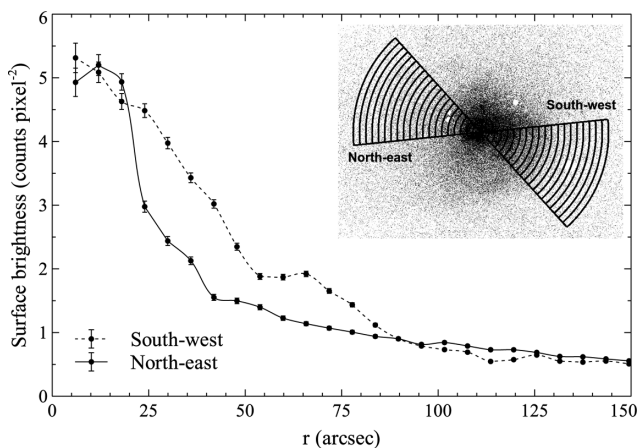 Surface brightness (counts pixel⁻²)
6
5
4
3
2
1
0
0
25
50
75
100
125
150
r (arcsec)
South-west
North-east
South-west
North-east